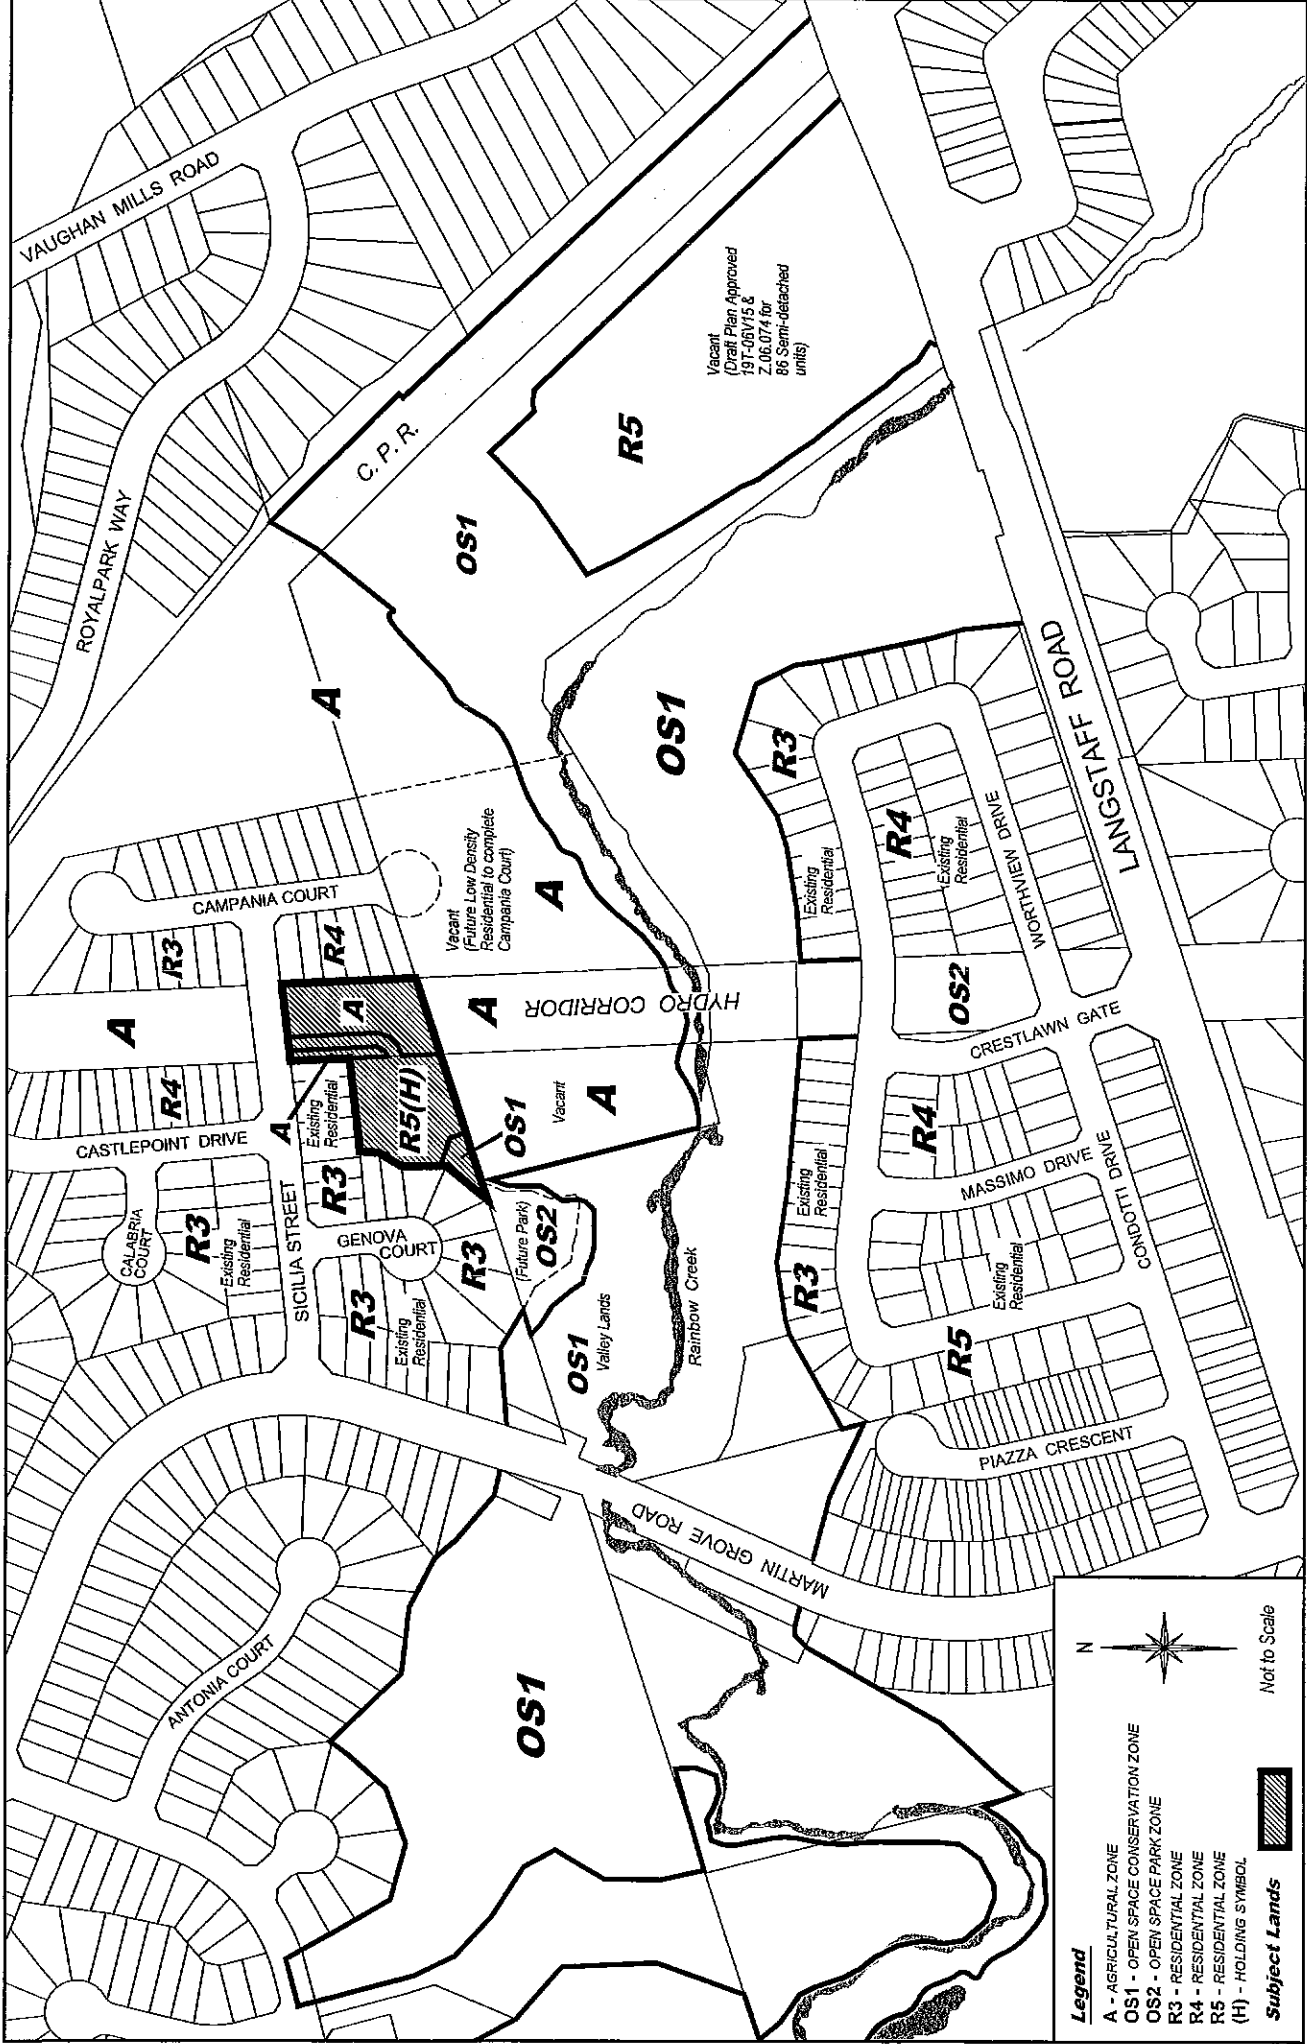 VAUGHAN MILLS ROAD
ROYALPARK WAY
C. P. R.
Vacant
(Draft Plan Approved
19T-06V15 &
Z.06.074 for
86 Semi-detached
units)
R5
OS1
A
OS1
CAMPANIA COURT
R3
R4
Vacant
(Future Low Density
Residential to complete
Campania Court)
A
A
A
HYDRO CORRIDOR
A
R4
CASTLEPOINT DRIVE
A
Existing
Residential
R5(H)
OS1
Vacant
A
R3
CALABRIA
COURT
R3
Existing
Residential
SICILIA STREET
GENOVA
COURT
R3
(Future Park)
OS2
R3
Existing
Residential
OS1
Valley Lands
Rainbow Creek
MARTIN GROVE ROAD
ANTONIA COURT
OS1
R3
Existing
Residential
R4
Existing
Residential
WORTHVIEW DRIVE
LANGSTAFF ROAD
OS2
CRESTLAWN GATE
R4
Existing
Residential
MASSIMO DRIVE
CONDOTTI DRIVE
R3
Existing
Residential
R5
PIAZZA CRESCENT
Legend
A - AGRICULTURAL ZONE
OS1 - OPEN SPACE CONSERVATION ZONE
OS2 - OPEN SPACE PARK ZONE
R3 - RESIDENTIAL ZONE
R4 - RESIDENTIAL ZONE
R5 - RESIDENTIAL ZONE
(H) - HOLDING SYMBOL
Subject Lands
N
Not to Scale